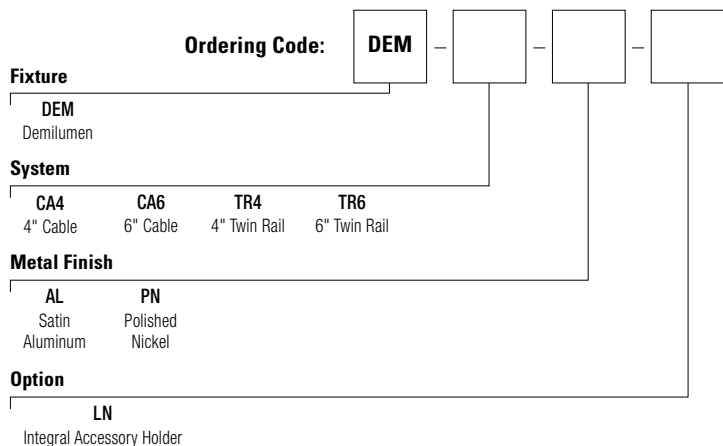 Ordering Code: DEM - - -
Fixture
DEM
Demilumen
System
CA4 CA6 TR4 TR6
4" Cable 6" Cable 4" Twin Rail 6" Twin Rail
Metal Finish
AL PN
Satin Polished
Aluminum Nickel
Option
LN
Integral Accessory Holder